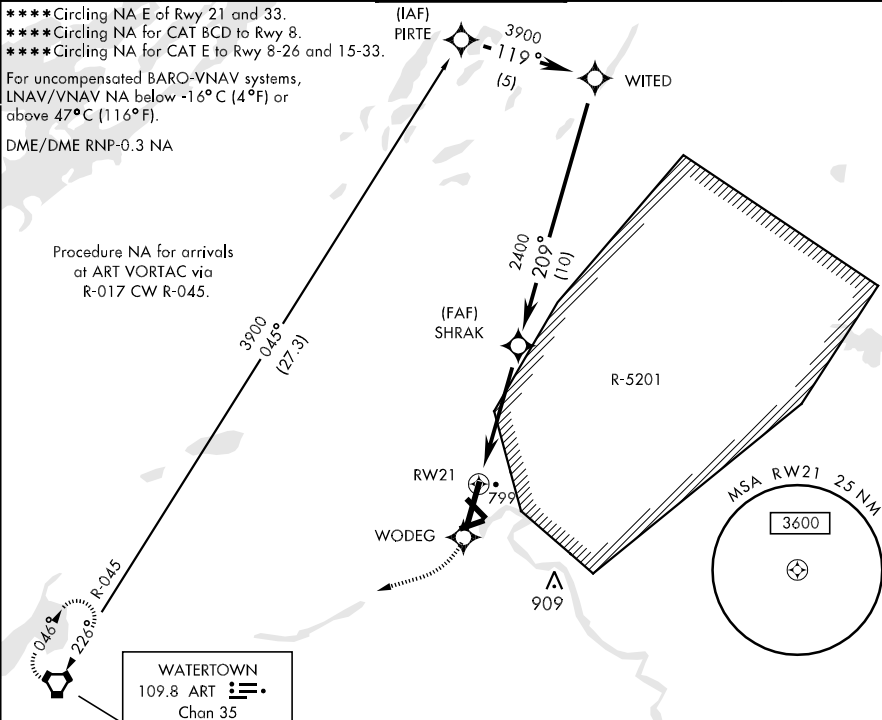 ****Circling NA E of Rwy 21 and 33.
****Circling NA for CAT BCD to Rwy 8.
****Circling NA for CAT E to Rwy 8-26 and 15-33.
For uncompensated BARO-VNAV systems,
LNAV/VNAV NA below -16°C (4°F) or
above 47°C (116°F).
DME/DME RNP-0.3 NA
(IAF)
PIRTE
3900
119°
(5)
WITED
Procedure NA for arrivals
at ART VORTAC via
R-017 CW R-045.
2400
209°
(10)
(FAF)
SHRAK
3900
045°
(27.3)
R-5201
RW21
799
WODEG
909
MSA RW21 25 NM
3600
R-045
046°
226°
WATERTOWN
109.8 ART
Chan 35